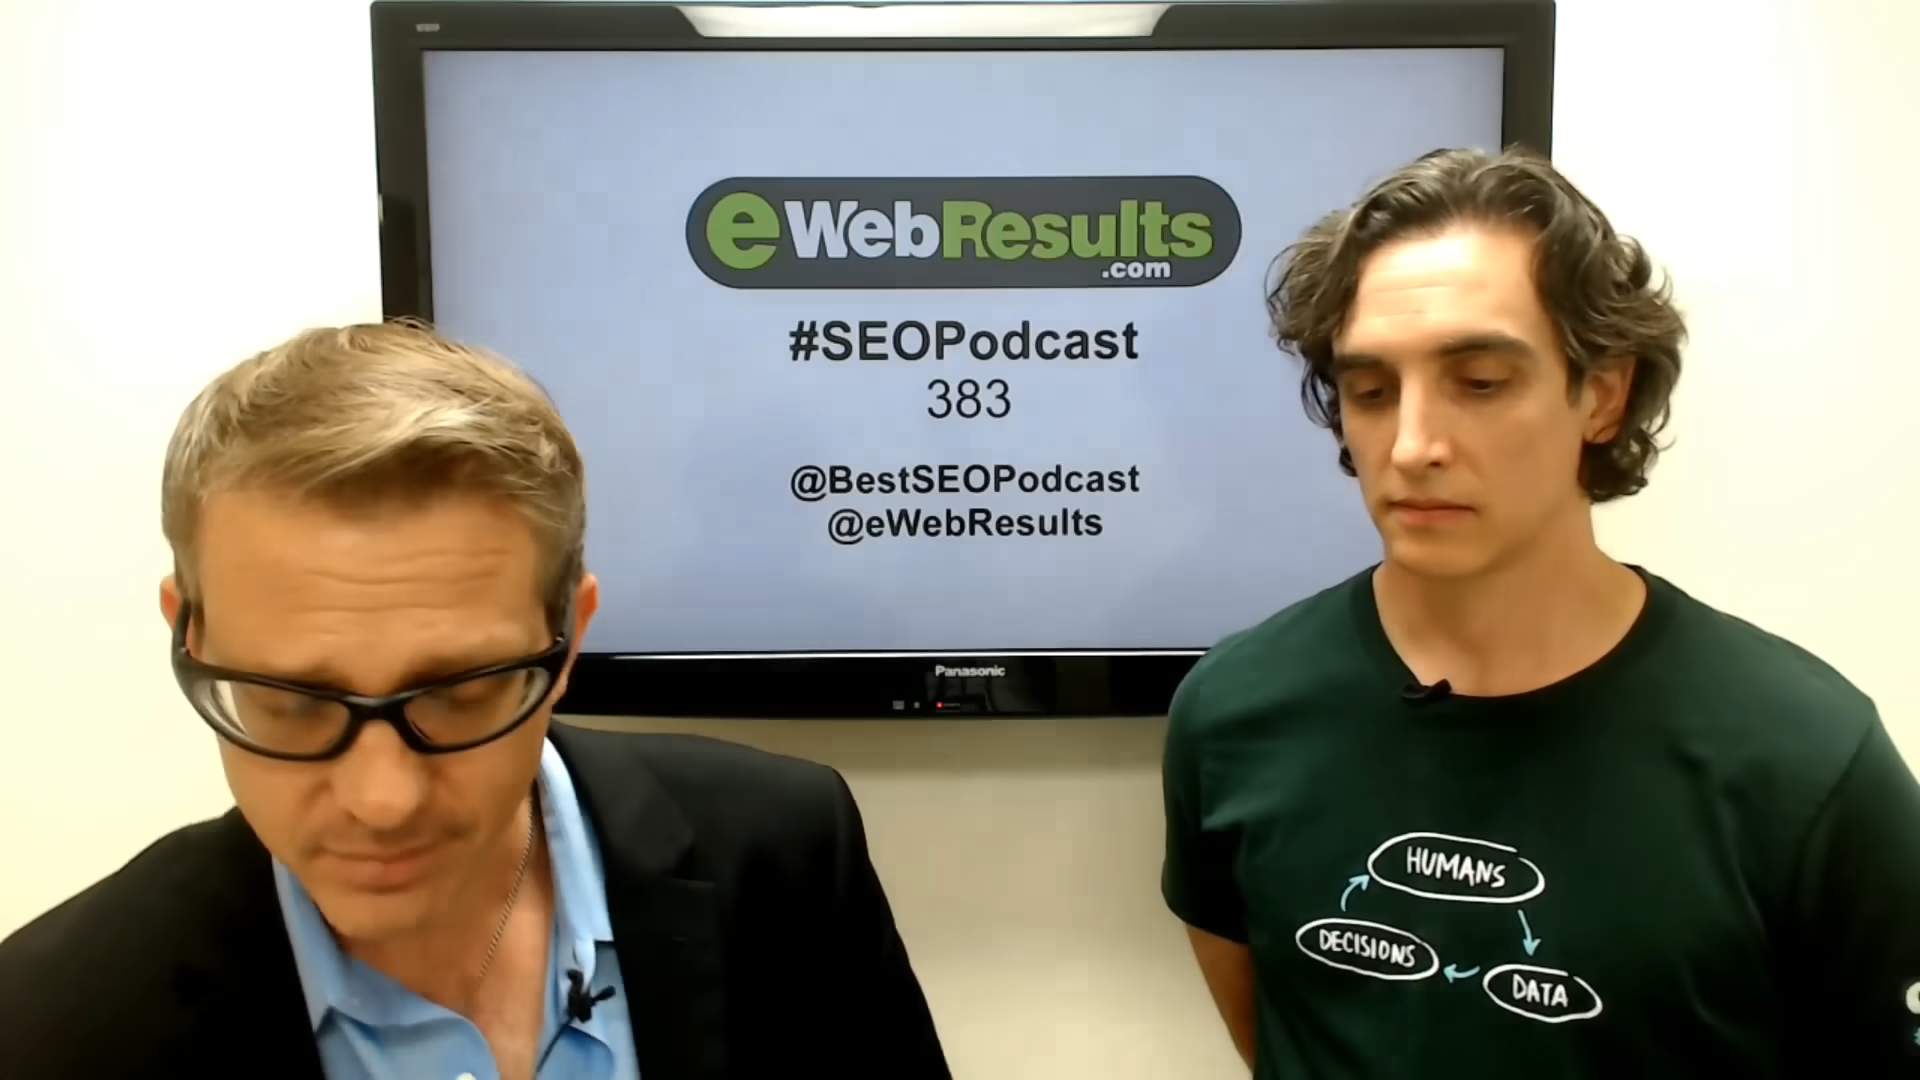 eWebResults
.com
#SEOPodcast
383
@BestSEOPodcast
@eWebResults
Panasonic
HUMANS
DECISIONS
DATA